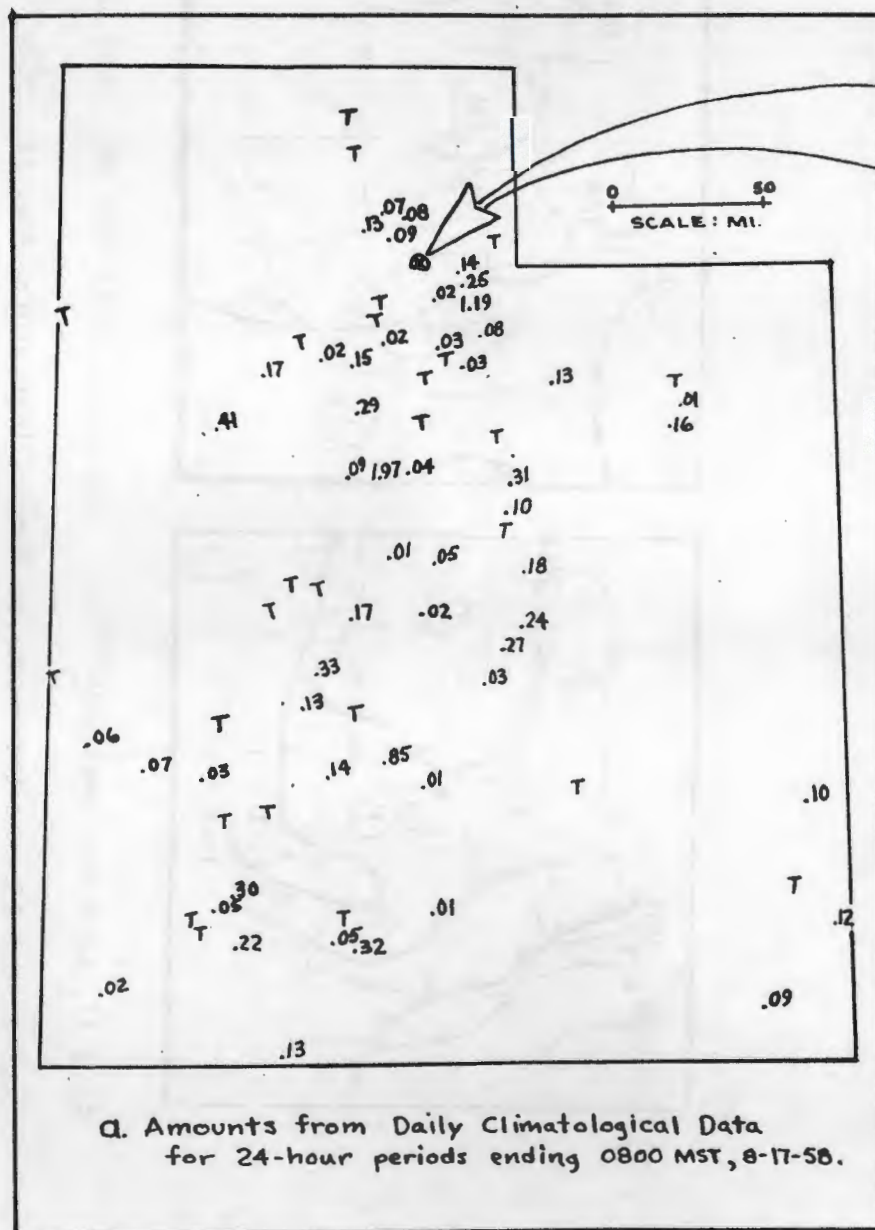 T
T
.07
.08
.13
.09
0 50
SCALE: MI.
T
.14
.26
.02
1.19
T
T
T
T
.02
.08
.03
T
.02
.15
.03
.17
T
.13
T
.01
.29
.41
T
.16
T
.09 1.97 .04
.31
.10
T
.01
.05
.18
T
T
T
.17
.02
.24
.27
.33
.03
T
.13
T
T
.06
.85
.07
.03
.14
.01
T
.10
T
T
T
.30
.05
.01
T
T
.12
T
.22
.05
.32
.02
.09
.13
a. Amounts from Daily Climatological Data
for 24-hour periods ending 0800 MST, 8-17-58.